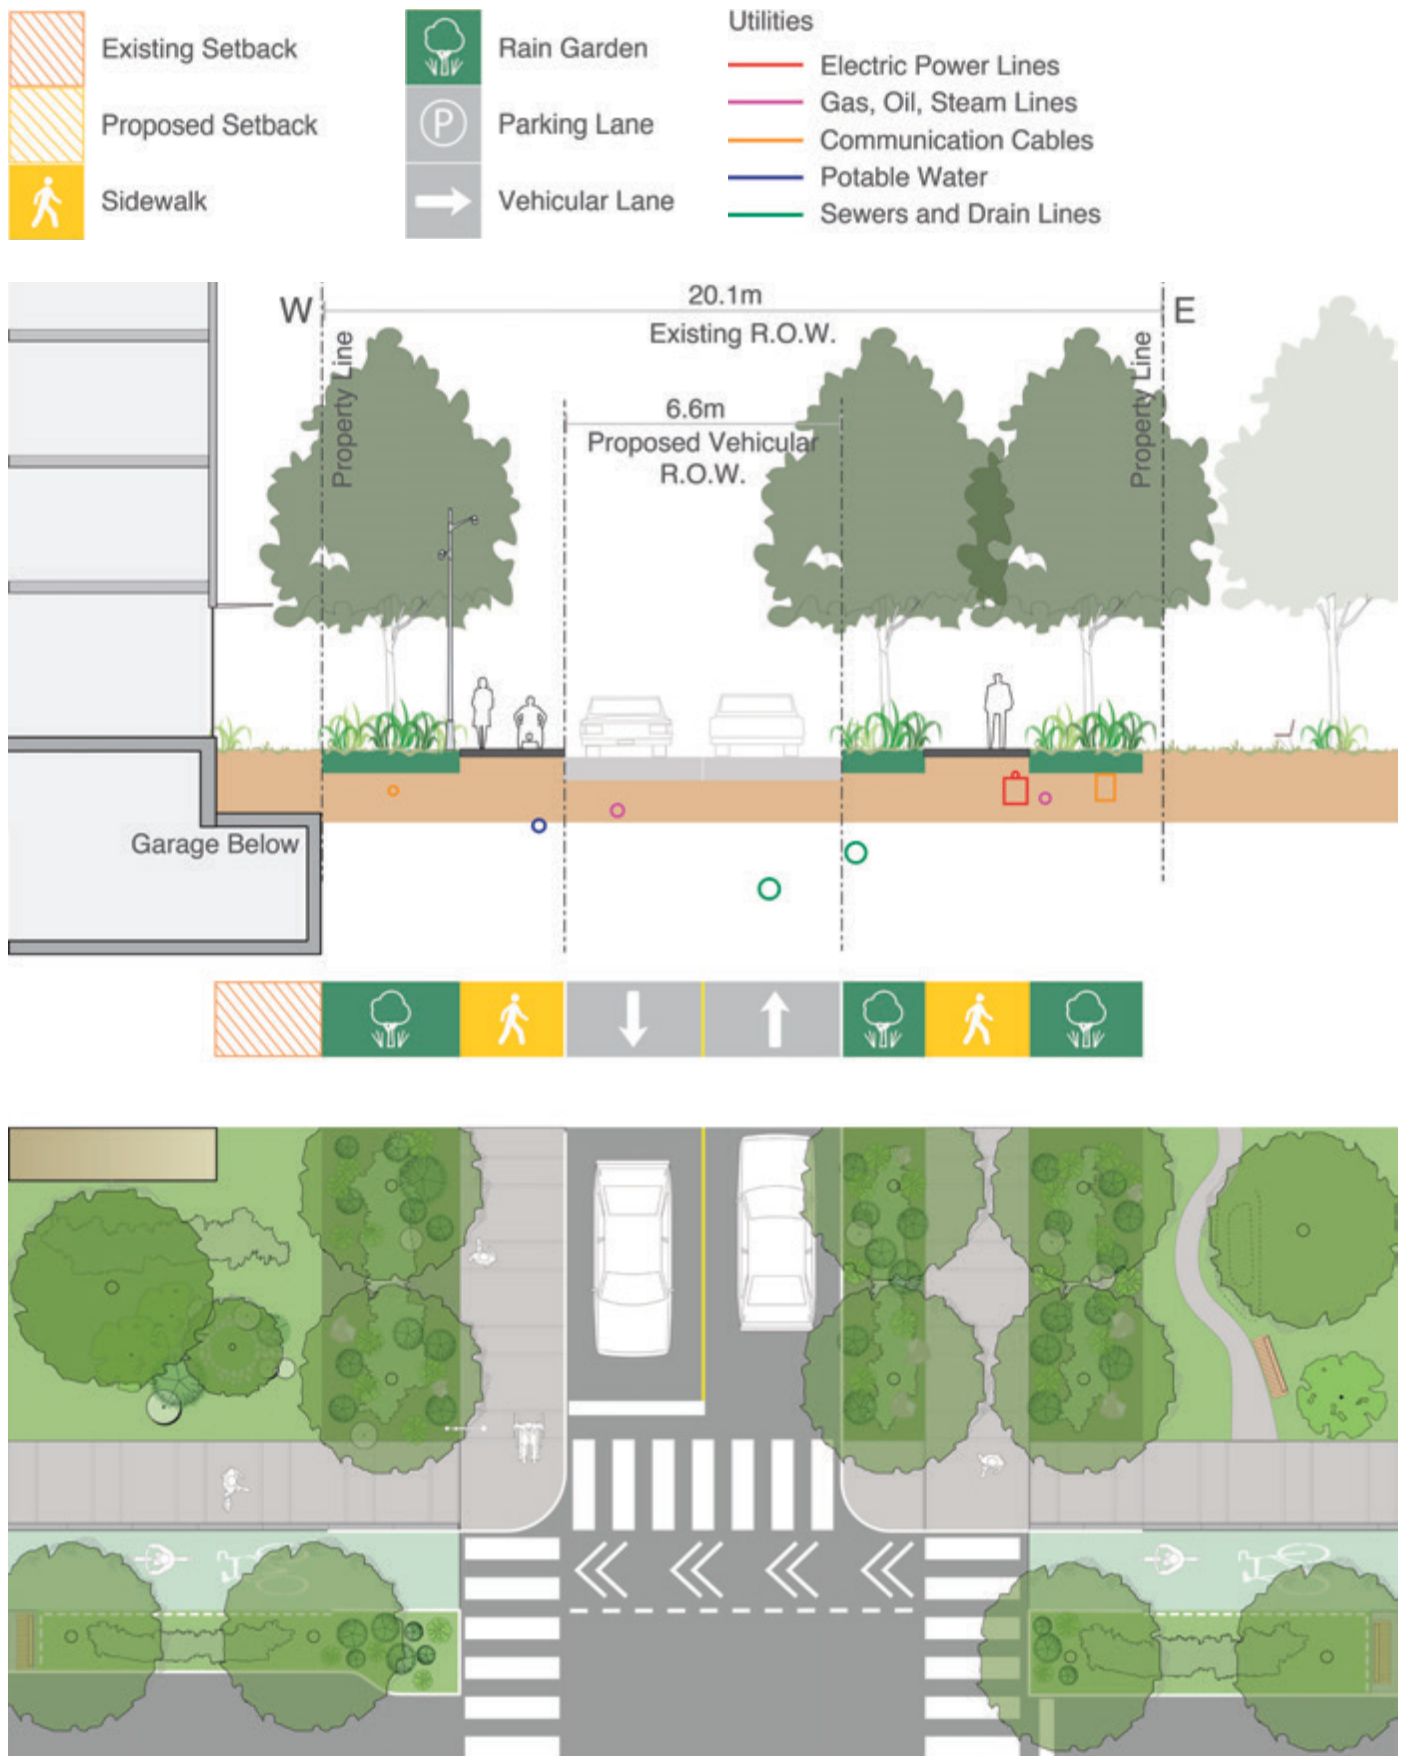 Existing Setback
Proposed Setback
Sidewalk
Rain Garden
P
Parking Lane
Vehicular Lane
Utilities
Electric Power Lines
Gas, Oil, Steam Lines
Communication Cables
Potable Water
Sewers and Drain Lines
W
20.1m
E
Existing R.O.W.
Property Line
Property Line
6.6m
Proposed Vehicular
R.O.W.
Garage Below